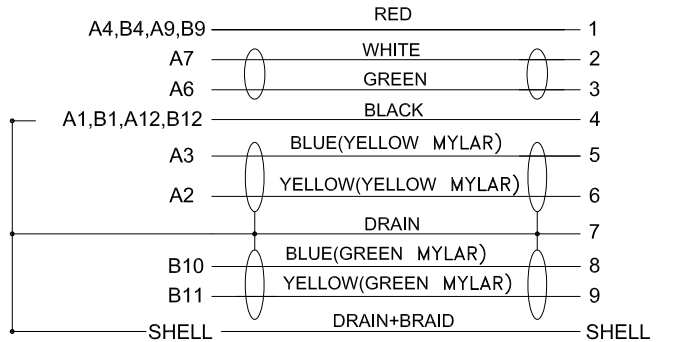 A4,B4,A9,B9 RED 1
A7 WHITE 2
A6 GREEN 3
A1,B1,A12,B12 BLACK 4
A3 BLUE(YELLOW MYLAR) 5
A2 YELLOW(YELLOW MYLAR) 6
DRAIN 7
B10 BLUE(GREEN MYLAR) 8
B11 YELLOW(GREEN MYLAR) 9
SHELL DRAIN+BRAID SHELL